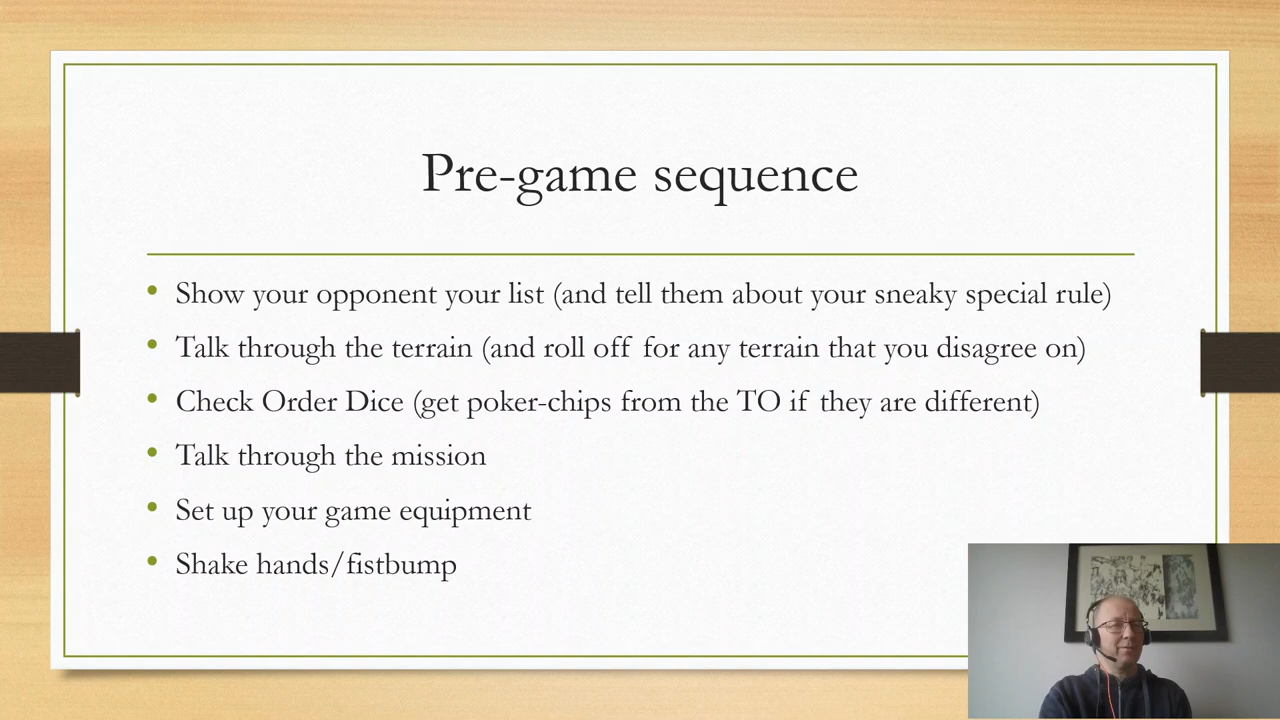 Pre-game sequence
• Show your opponent your list (and tell them about your sneaky special rule)
• Talk through the terrain (and roll off for any terrain that you disagree on)
• Check Order Dice (get poker-chips from the TO if they are different)
• Talk through the mission
• Set up your game equipment
• Shake hands/fistbump